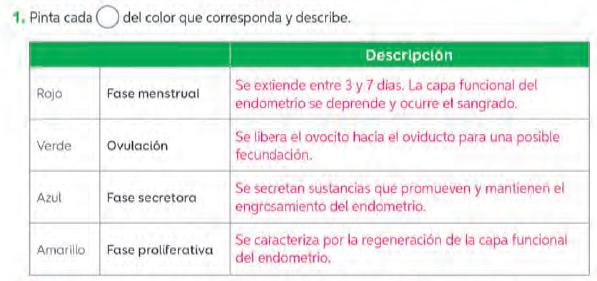 1. Pinta cada del color que corresponda y describe.
Descripción
Rojo
Fase menstrual
Se extiende entre 3 y 7 días. La capa funcional del
endometrio se deprende y ocurre el sangrado.
Verde
Ovulación
Se libera el ovocito hacia el oviducto para una posible
fecundación.
Azul
Fase secretora
Se secretan sustancias que promueven y mantienen el
engrosamiento del endometrio.
Amarillo
Fase proliferativa
Se caracteriza por la regeneración de la capa funcional
del endometrio.